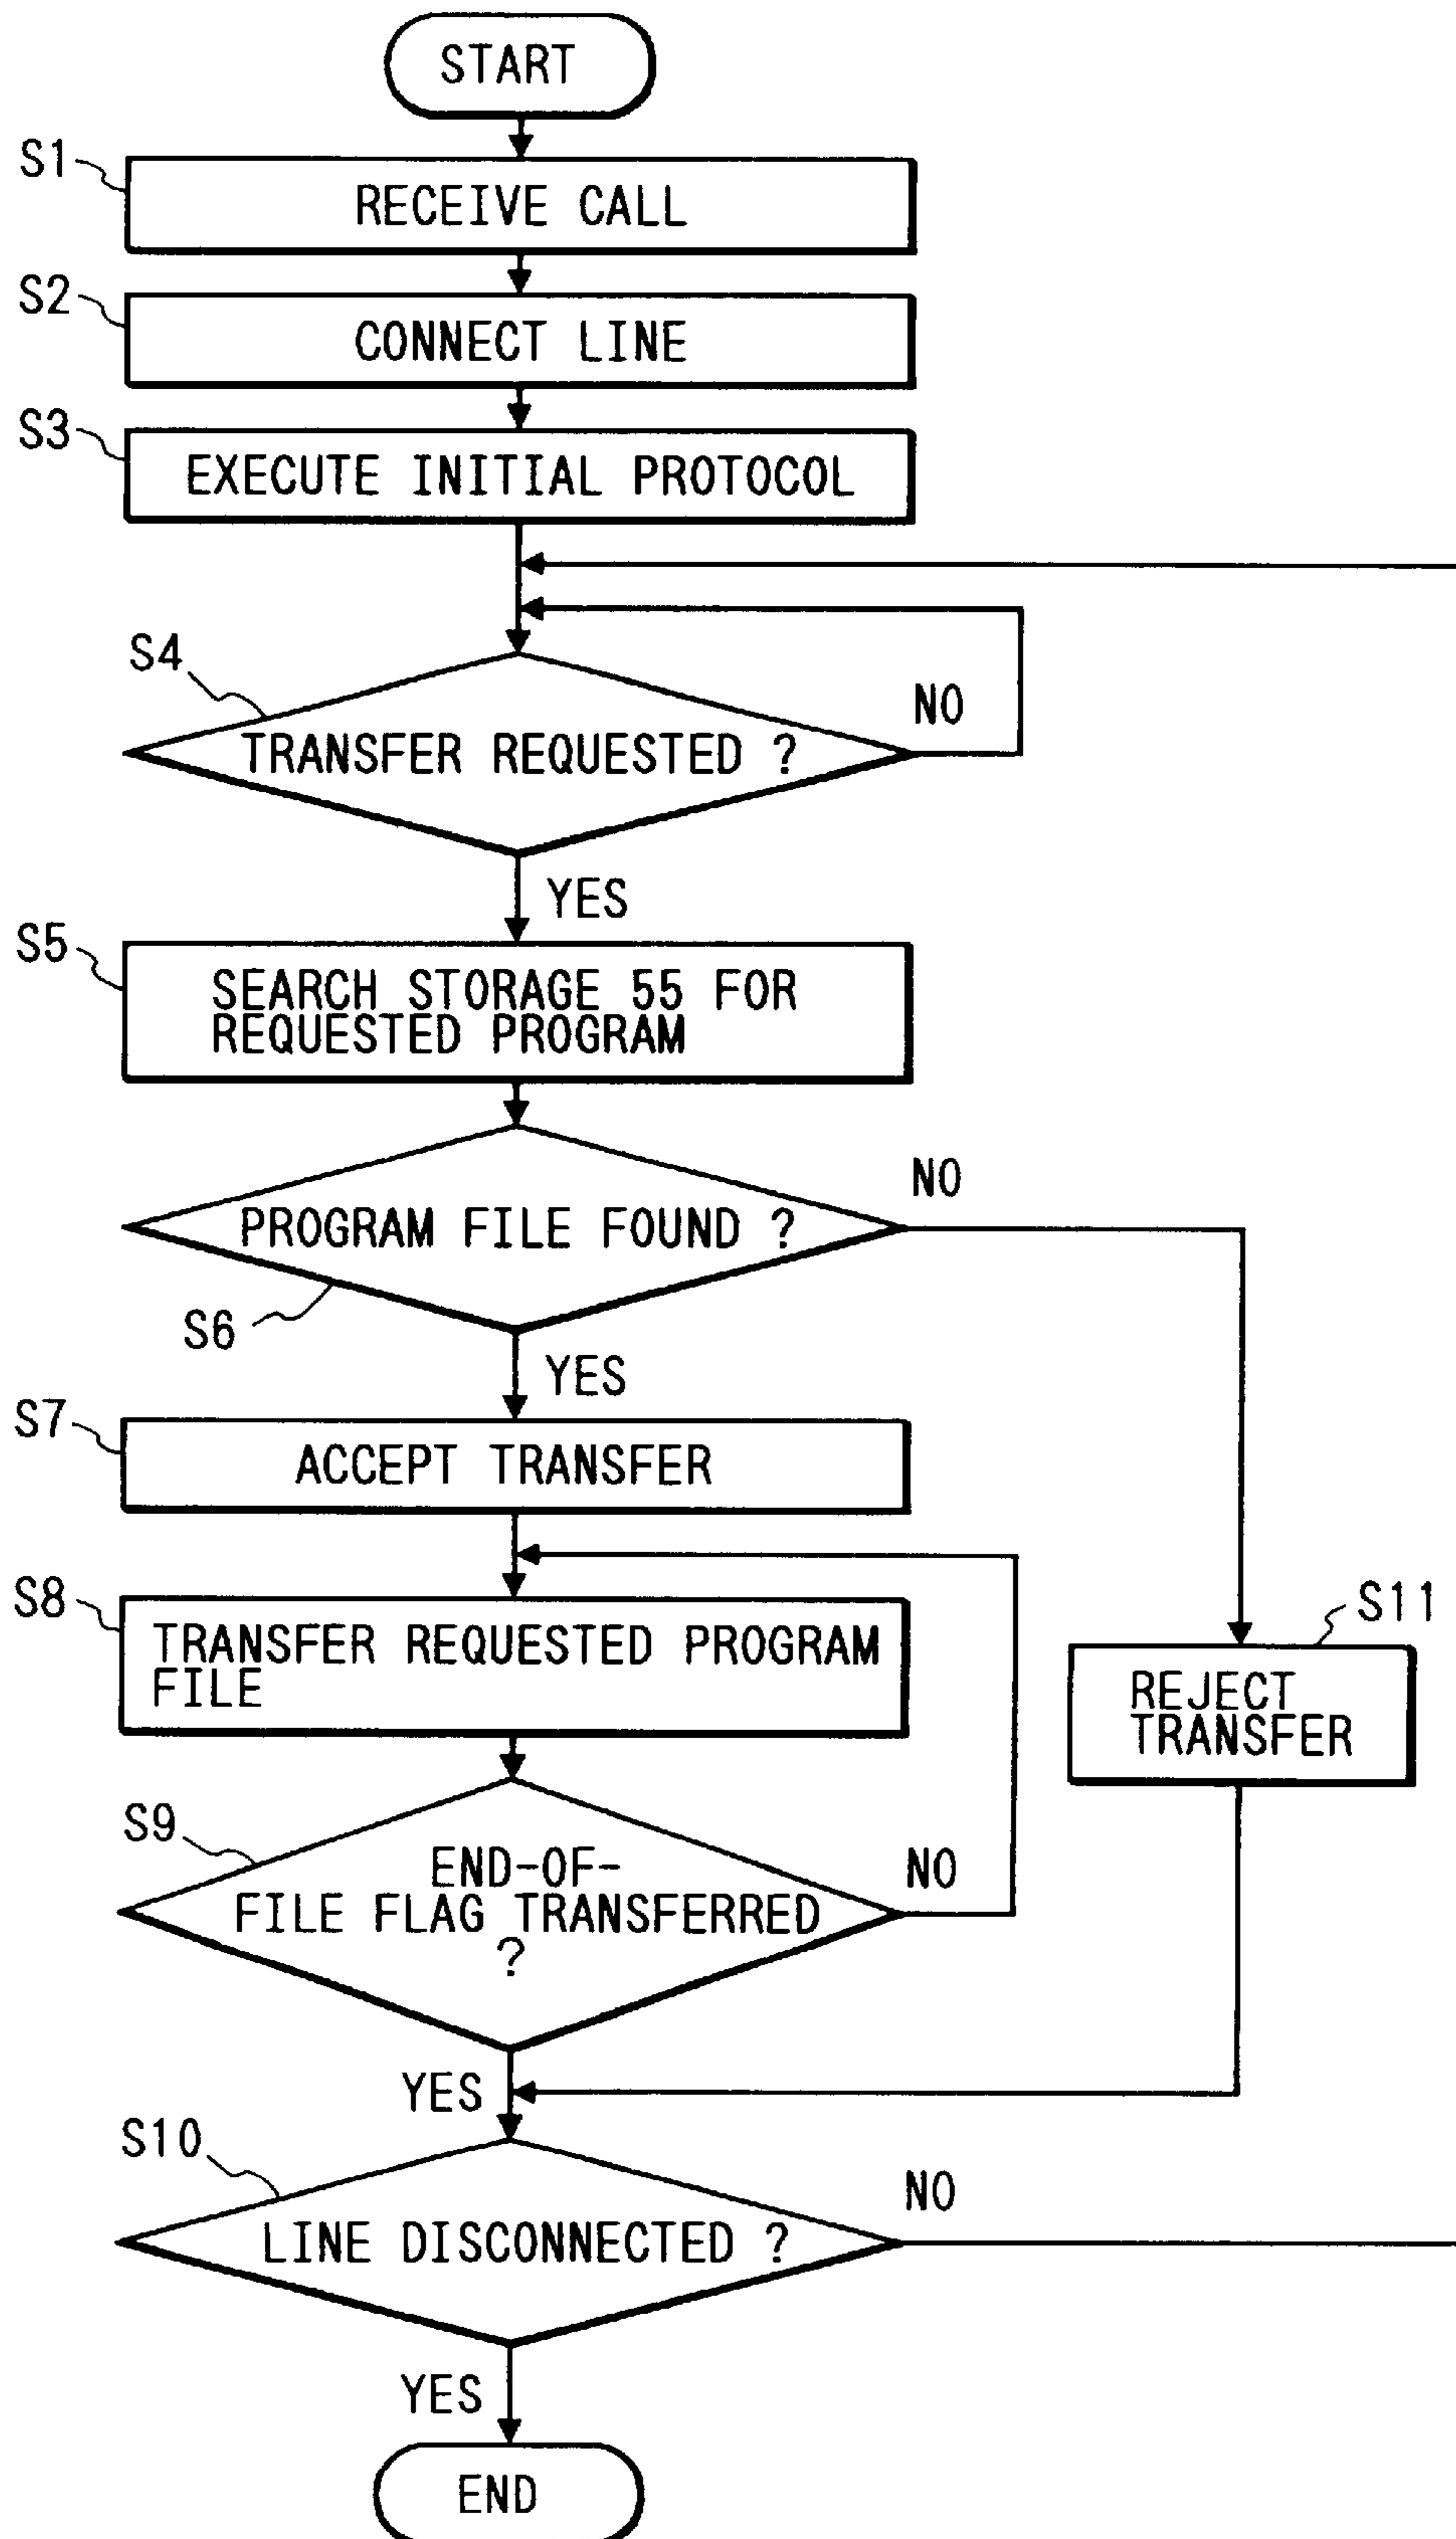 START
S1
RECEIVE CALL
S2
CONNECT LINE
S3
EXECUTE INITIAL PROTOCOL
S4
NO
TRANSFER REQUESTED ?
YES
S5
SEARCH STORAGE 55 FOR
REQUESTED PROGRAM
NO
PROGRAM FILE FOUND ?
S6
YES
S7
ACCEPT TRANSFER
S8
TRANSFER REQUESTED PROGRAM
FILE
S11
REJECT
TRANSFER
S9
END-OF-
FILE FLAG TRANSFERRED
?
NO
YES
S10
NO
LINE DISCONNECTED ?
YES
END